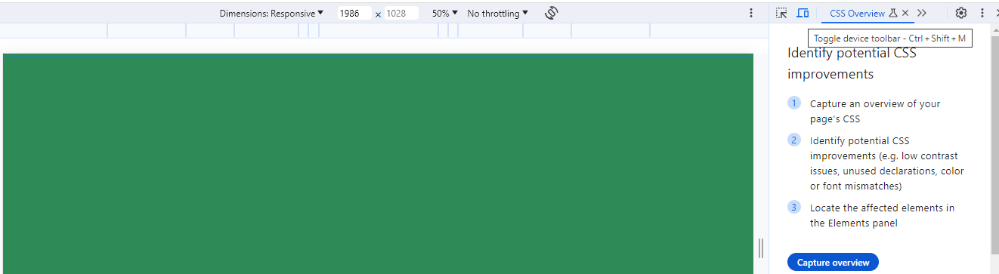 Dimensions: Responsive 1986 × 1028 50% No throttling
CSS Overview
Toggle device toolbar - Ctrl + Shift + M
Identify potential CSS
improvements
1 Capture an overview of your
page's CSS
2 Identify potential CSS
improvements (e.g. low contrast
issues, unused declarations, color
or font mismatches)
3 Locate the affected elements in
the Elements panel
Capture overview